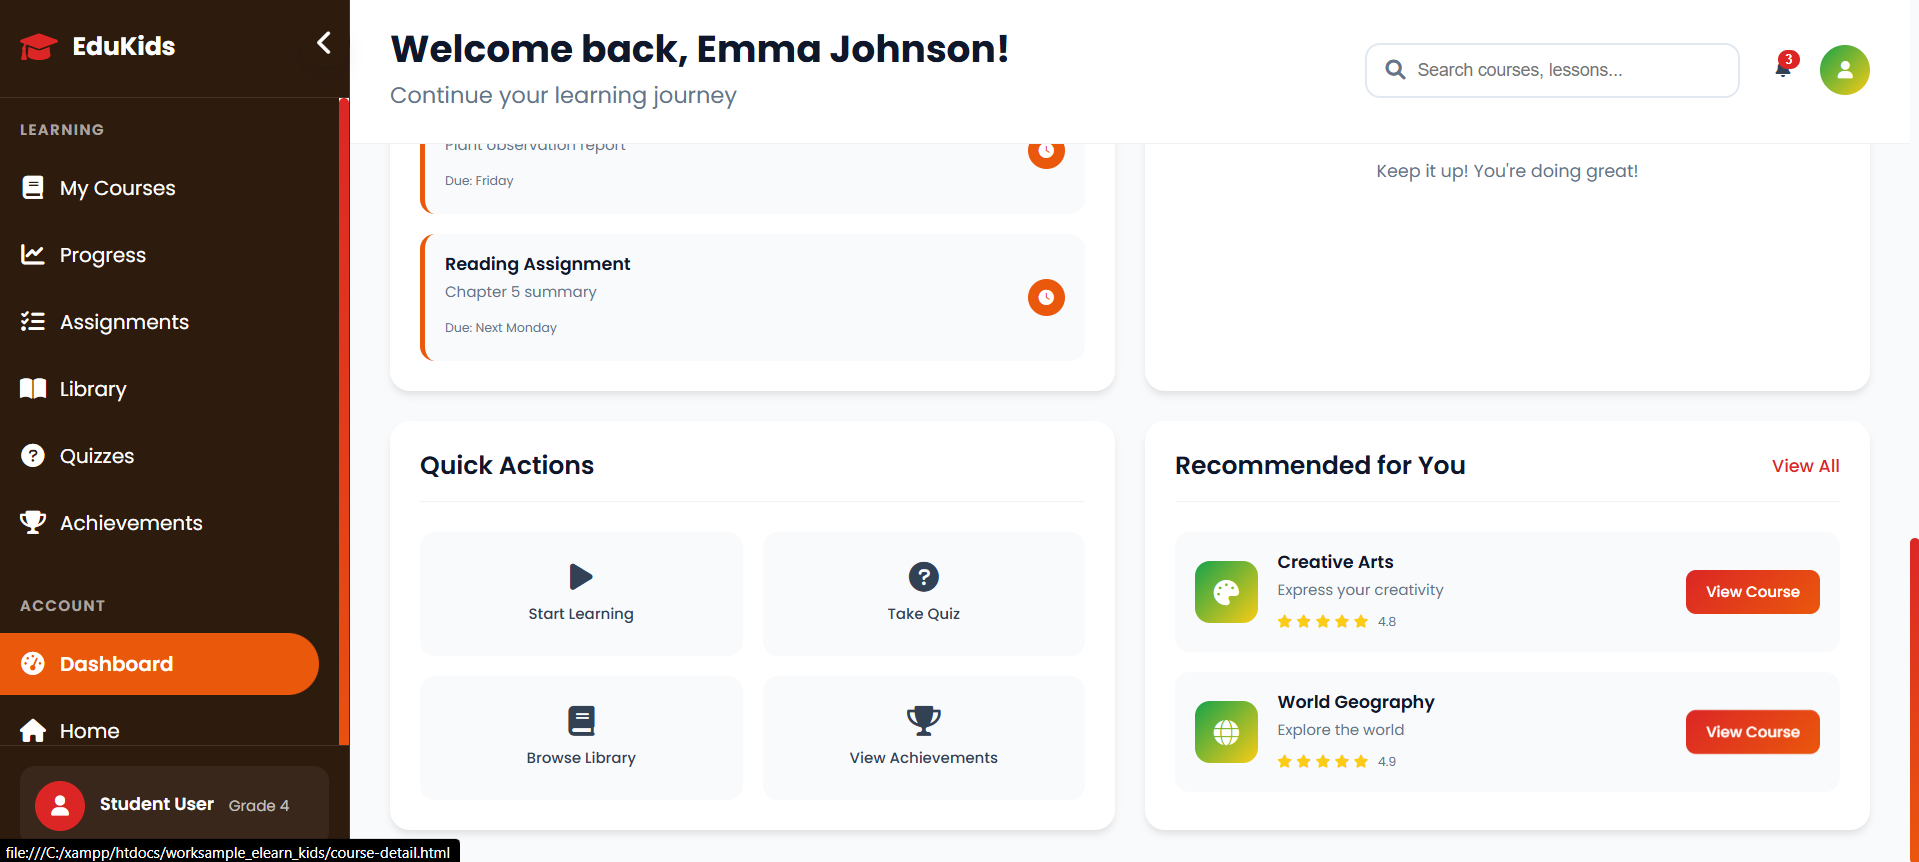 EduKids
LEARNING
My Courses
Progress
Assignments
Library
Quizzes
Achievements
ACCOUNT
Dashboard
Home
Student User Grade 4
file:///C:/xampp/htdocs/worksample_elearn_kids/course-detail.html
Welcome back, Emma Johnson!
Continue your learning journey
Search courses, lessons...
3
Plant observation report
Due: Friday
Reading Assignment
Chapter 5 summary
Due: Next Monday
Keep it up! You're doing great!
Quick Actions
Start Learning
Take Quiz
Browse Library
View Achievements
Recommended for You
View All
Creative Arts
Express your creativity
4.8
View Course
World Geography
Explore the world
4.9
View Course